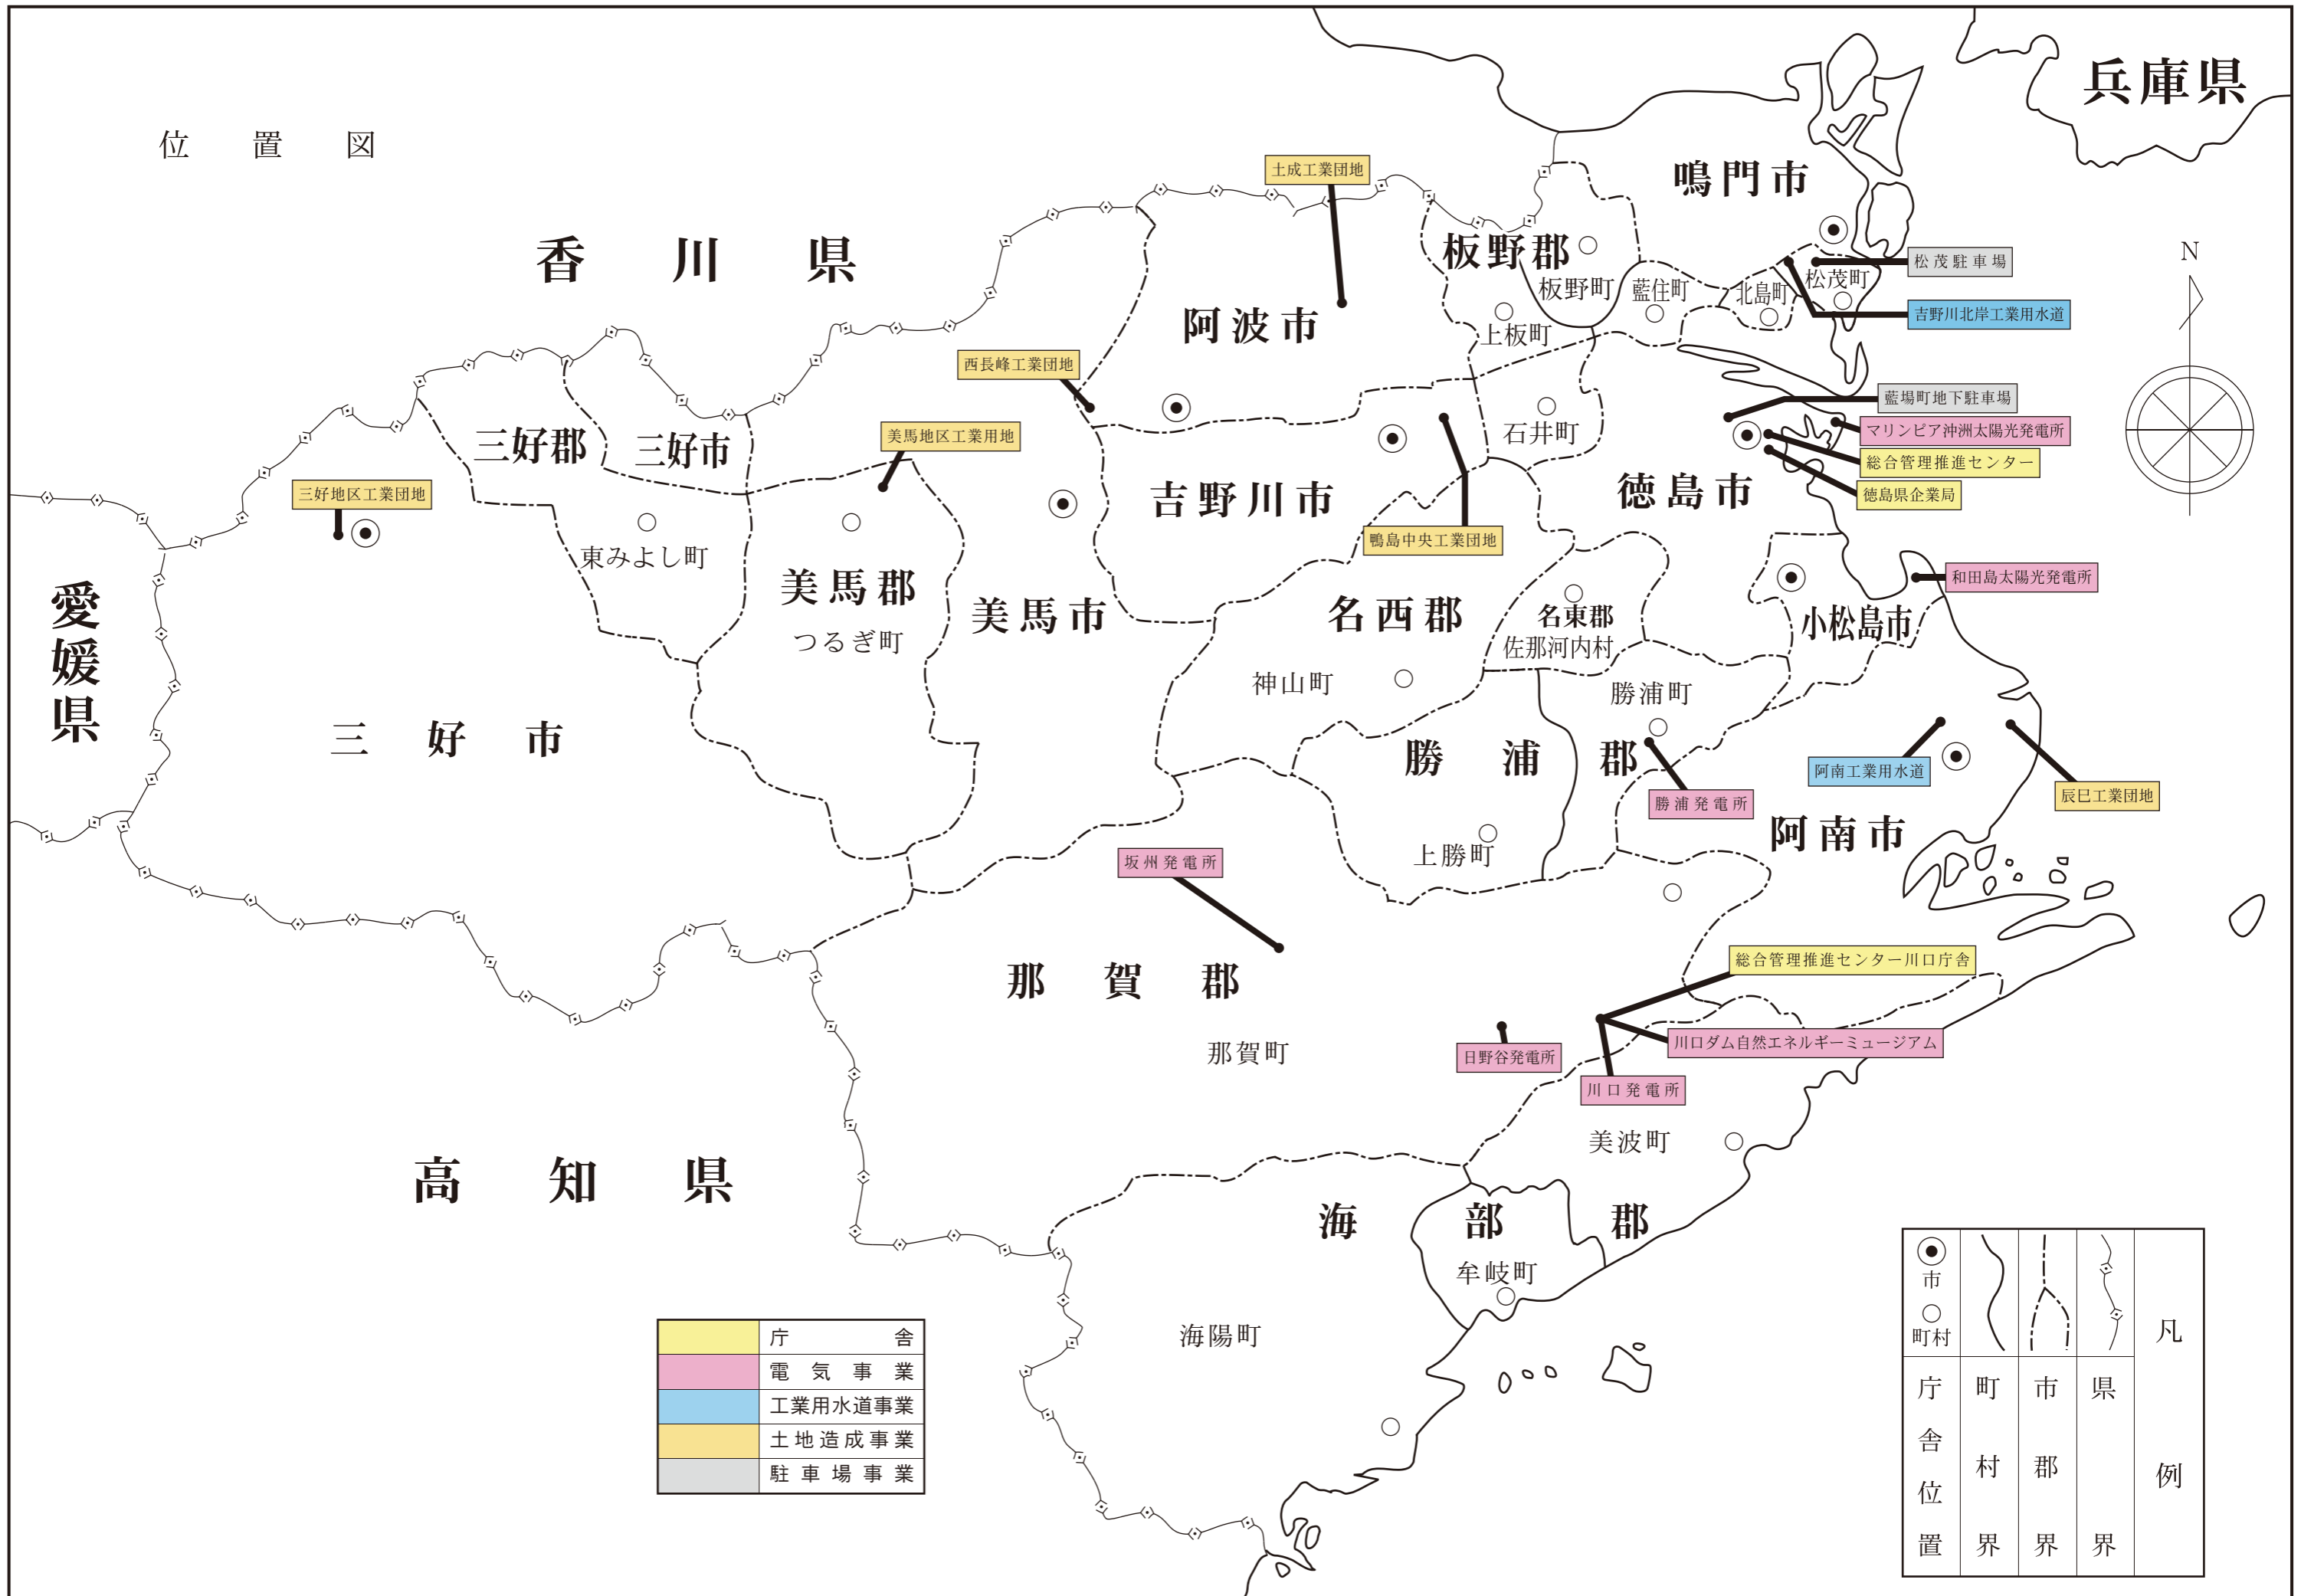 位置図
兵庫県
香川県
愛媛県
高知県
N
鳴門市
板野郡
板野町
藍住町
北島町
松茂町
上板町
阿波市
石井町
徳島市
吉野川市
三好郡
三好市
東みよし町
美馬郡
つるぎ町
美馬市
名西郡
神山町
名東郡
佐那河内村
小松島市
勝浦町
勝浦郡
上勝町
三好市
阿南市
那賀郡
那賀町
美波町
海部郡
牟岐町
海陽町
土成工業団地
西長峰工業団地
美馬地区工業用地
三好地区工業団地
鴨島中央工業団地
松茂駐車場
吉野川北岸工業用水道
藍場町地下駐車場
マリンピア沖洲太陽光発電所
総合管理推進センター
徳島県企業局
和田島太陽光発電所
阿南工業用水道
辰巳工業団地
勝浦発電所
坂州発電所
総合管理推進センター川口庁舎
川口ダム自然エネルギーミュージアム
日野谷発電所
川口発電所
庁舎
電気事業
工業用水道事業
土地造成事業
駐車場事業
凡例
県界
市郡界
町村界
市
町村
庁舎位置